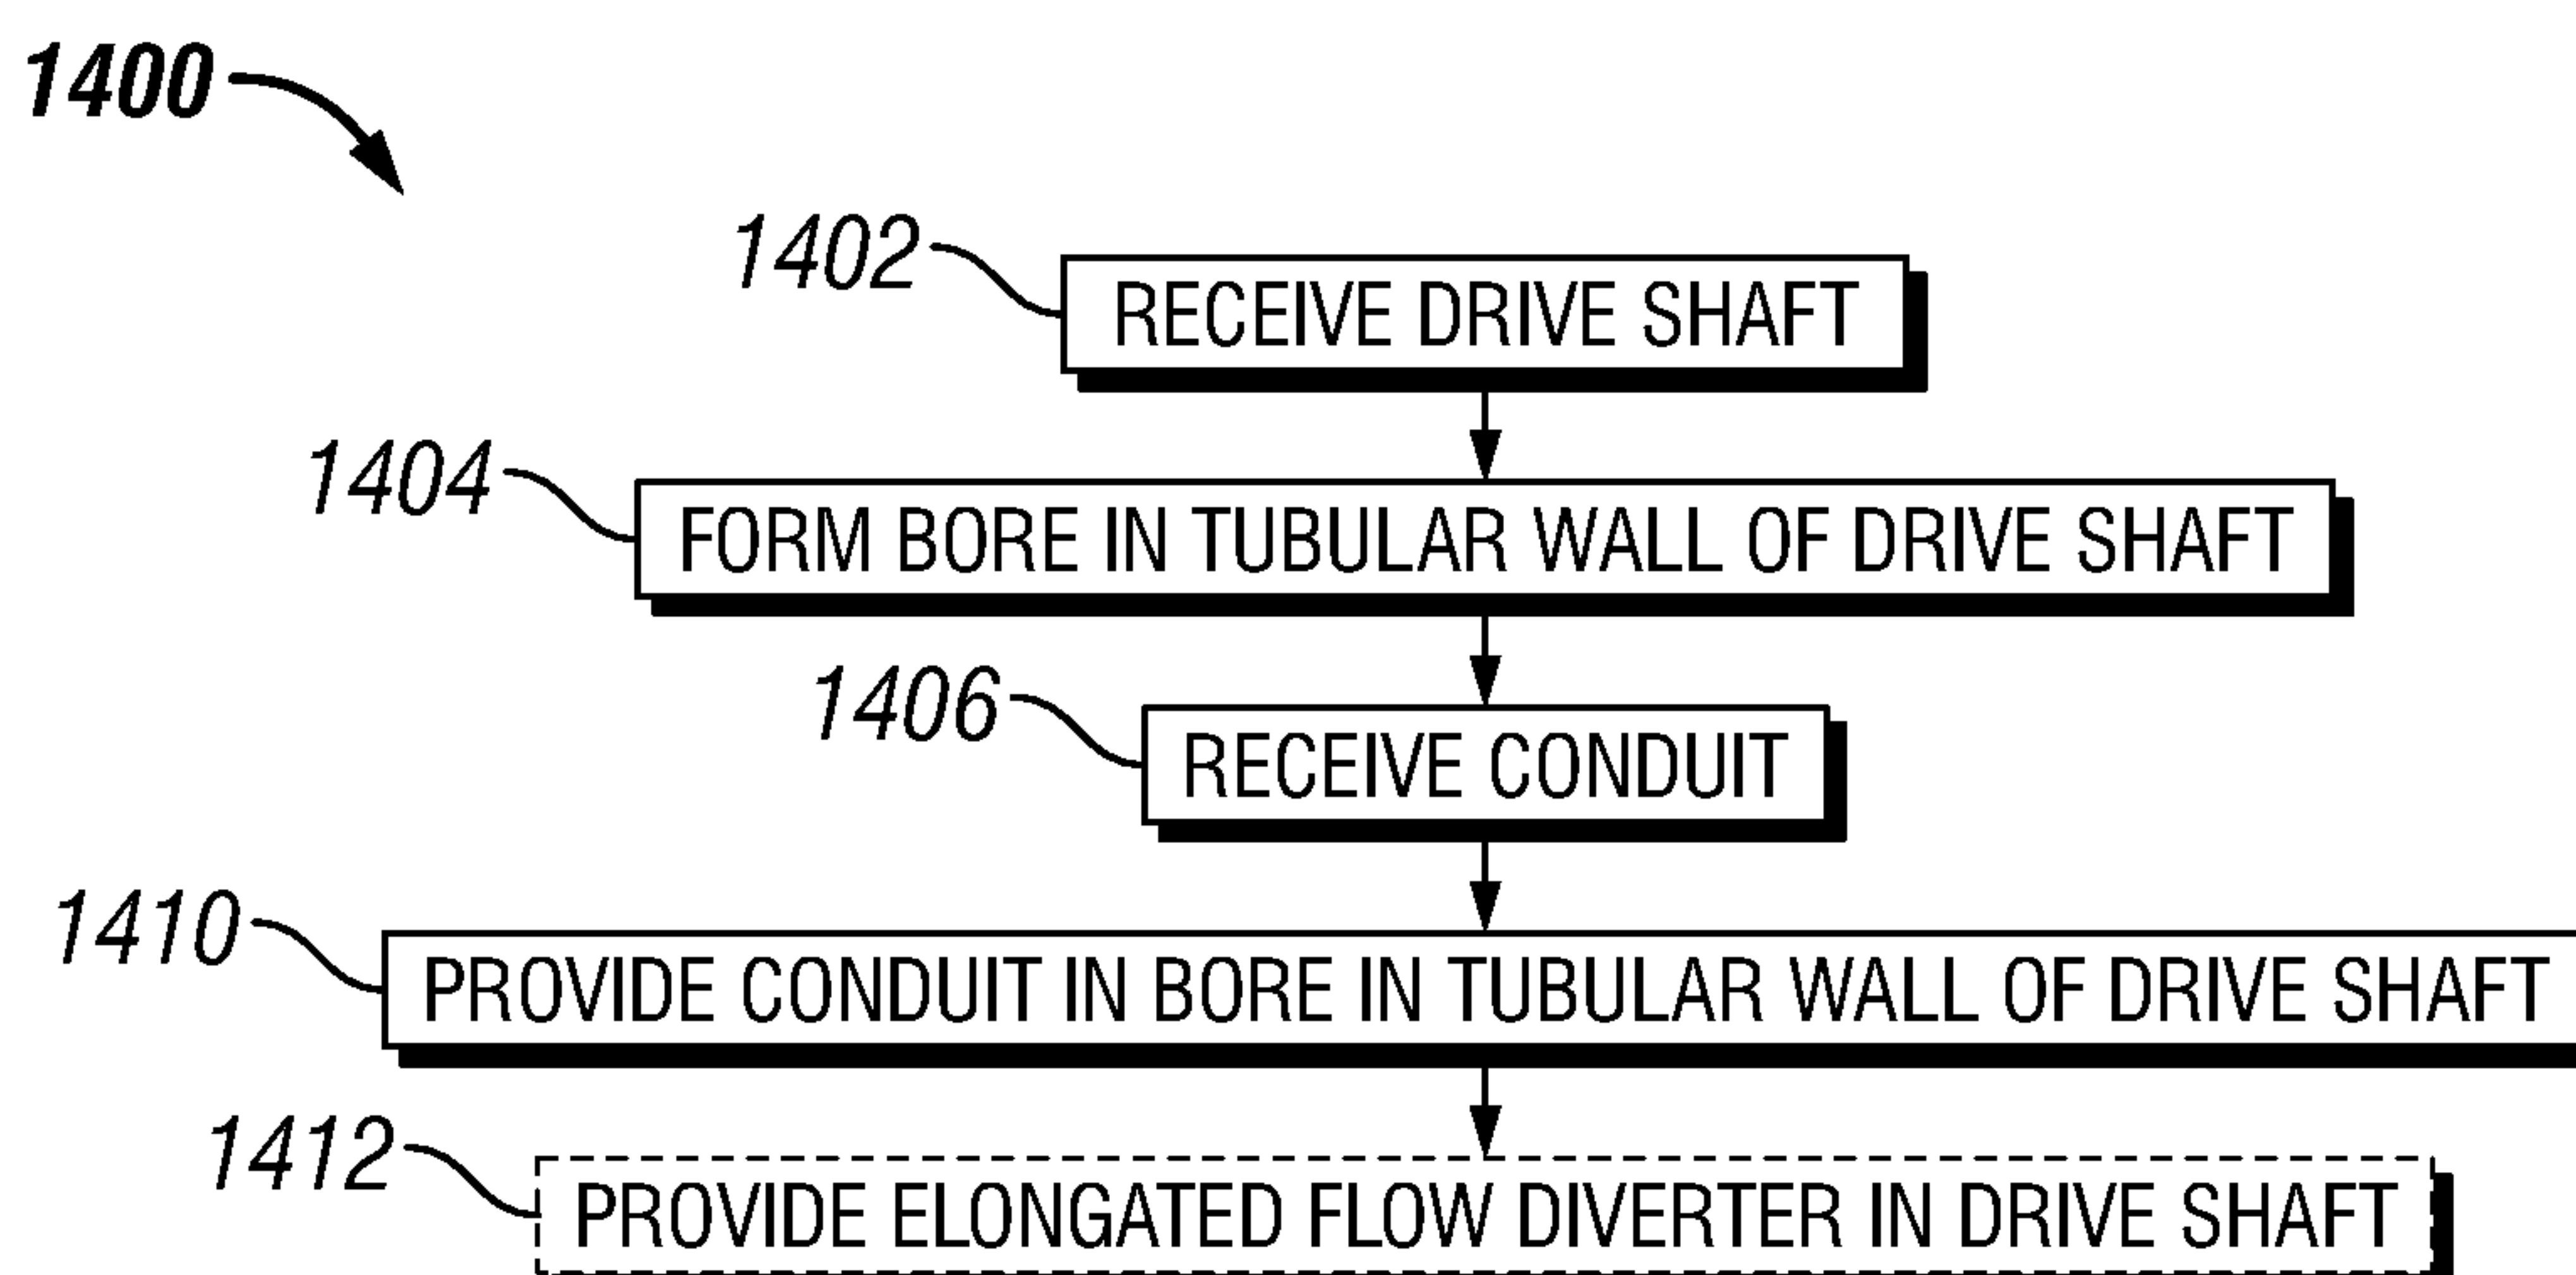 1400
1402
RECEIVE DRIVE SHAFT
1404
FORM BORE IN TUBULAR WALL OF DRIVE SHAFT
1406
RECEIVE CONDUIT
1410
PROVIDE CONDUIT IN BORE IN TUBULAR WALL OF DRIVE SHAFT
1412
PROVIDE ELONGATED FLOW DIVERTER IN DRIVE SHAFT